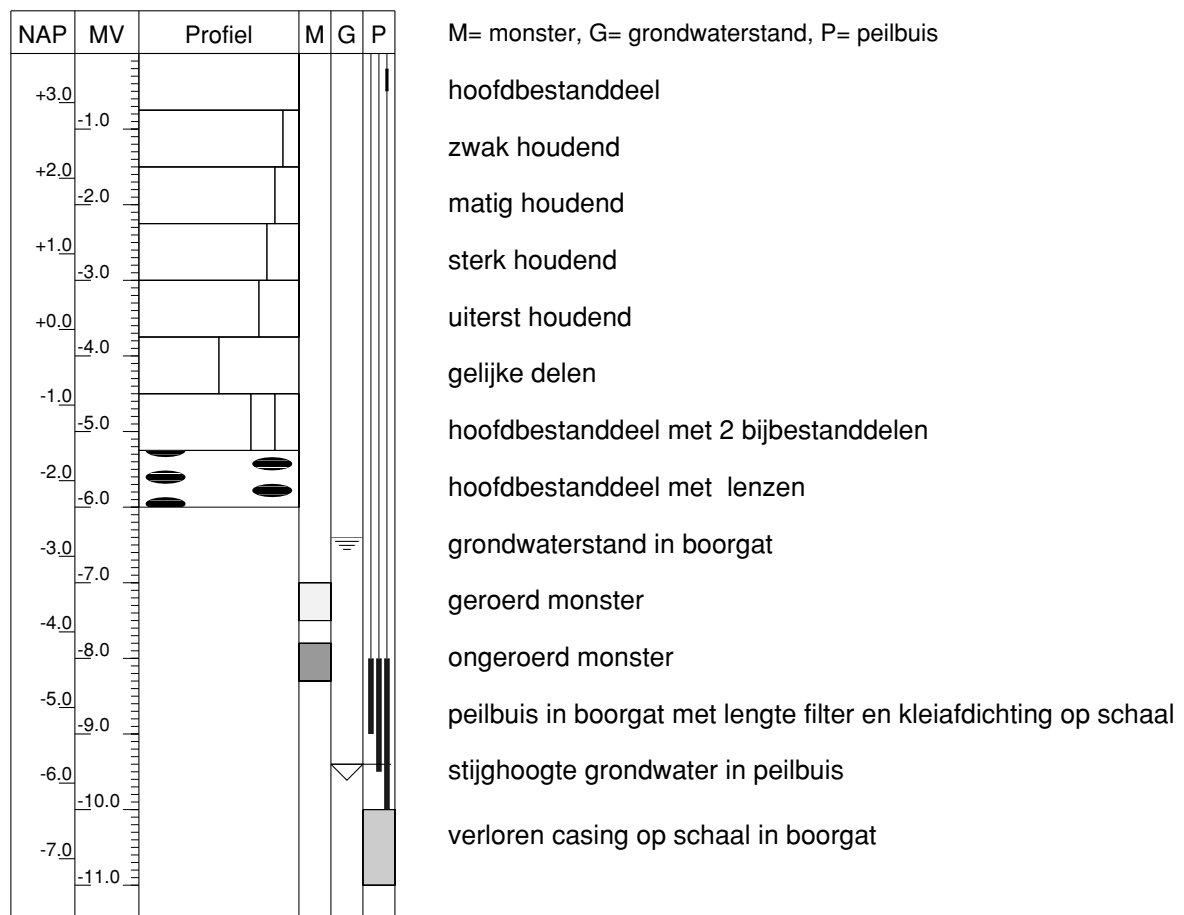 NAP MV Profiel M G P M= monster, G= grondwaterstand, P= peilbuis
hoofdbestanddeel
+3.0
-1.0
zwak houdend
+2.0
-2.0
matig houdend
+1.0
sterk houdend
-3.0
+0.0
uiterst houdend
-4.0
gelijke delen
-1.0
-5.0
hoofdbestanddeel met 2 bijbestanddelen
-2.0
hoofdbestanddeel met lenzen
-6.0
grondwaterstand in boorgat
-3.0
-7.0
geroerd monster
-4.0
-8.0
ongeroerd monster
-5.0
peilbuis in boorgat met lengte filter en kleiafdichting op schaal
-9.0
stijghoogte grondwater in peilbuis
-6.0
-10.0
verloren casing op schaal in boorgat
-7.0
-11.0